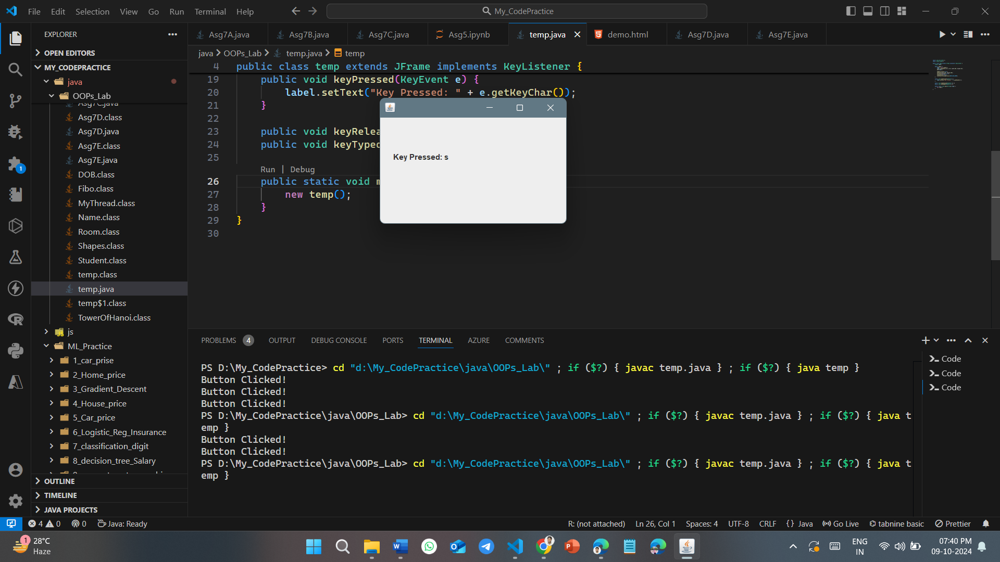 File Edit Selection View Go Run Terminal Help
My_CodePractice
EXPLORER
OPEN EDITORS
MY_CODEPRACTICE
java
OOPs_Lab
Asg7C.java
Asg7D.class
Asg7D.java
Asg7E.class
Asg7E.java
DOB.class
Fibo.class
MyThread.class
Name.class
Room.class
Shapes.class
Student.class
temp.class
temp.java
temp$1.class
TowerOfHanoi.class
js
ML_Practice
1_car_prise
2_Home_price
3_Gradient_Descent
4_House_price
5_Car_price
6_Logistic_Reg_Insurance
7_classification_digit
8_decision_tree_Salary
OUTLINE
TIMELINE
JAVA PROJECTS
1
Asg7A.java Asg7B.java Asg7C.java Asg5.ipynb temp.java demo.html Asg7D.java Asg7E.java
java OOPs_Lab temp.java temp
4 public class temp extends JFrame implements KeyListener {
19 public void keyPressed(KeyEvent e) {
20 label.setText("Key Pressed: " + e.getKeyChar());
21 }
22
23 public void keyRelea
24 public void keyTyped
25
Run | Debug
26 public static void m
27 new temp();
28 }
29 }
30
Key Pressed: s
PROBLEMS 4 OUTPUT DEBUG CONSOLE PORTS TERMINAL AZURE COMMENTS
PS D:\My_CodePractice> cd "d:\My_CodePractice\java\OOPs_Lab\" ; if ($?) { javac temp.java } ; if ($?) { java temp }
Button Clicked!
Button Clicked!
Button Clicked!
PS D:\My_CodePractice\java\OOPs_Lab> cd "d:\My_CodePractice\java\OOPs_Lab\" ; if ($?) { javac temp.java } ; if ($?) { java t
emp }
Button Clicked!
Button Clicked!
PS D:\My_CodePractice\java\OOPs_Lab> cd "d:\My_CodePractice\java\OOPs_Lab\" ; if ($?) { javac temp.java } ; if ($?) { java t
emp }
Code
Code
Code
4 0 0 Java: Ready
R: (not attached) Ln 26, Col 1 Spaces: 4 UTF-8 CRLF {} Java Go Live tabnine basic Prettier
1
28°C
Haze
ENG
IN
07:40 PM
09-10-2024